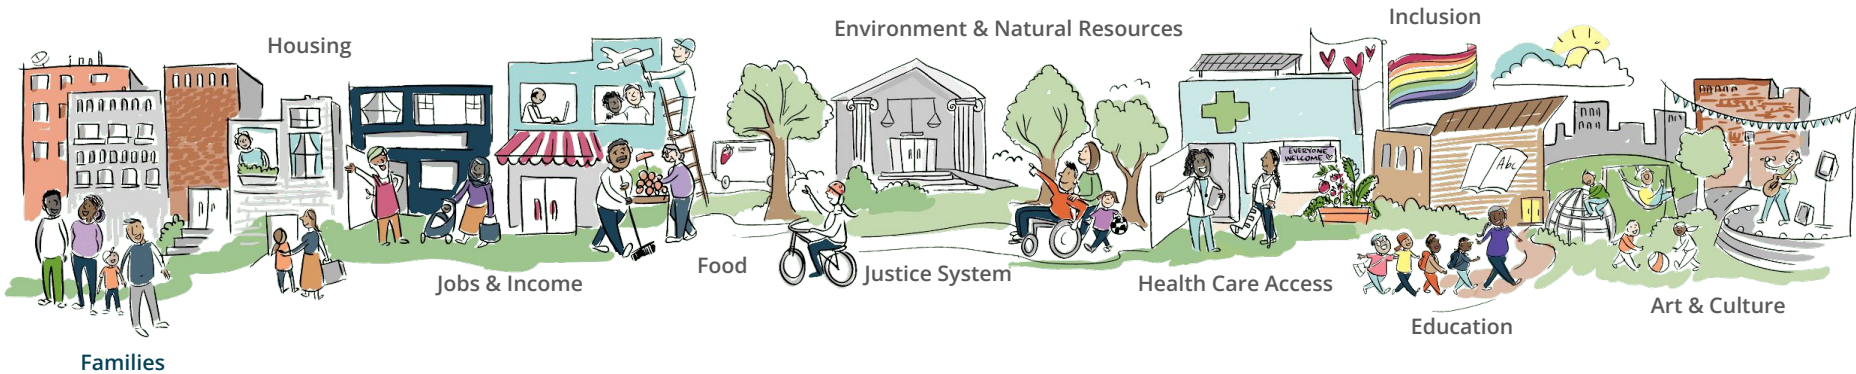 Housing
Environment & Natural Resources
Inclusion
EVERYONE
WELCOME
Abc
Jobs & Income
Food
Justice System
Health Care Access
Education
Art & Culture
Families